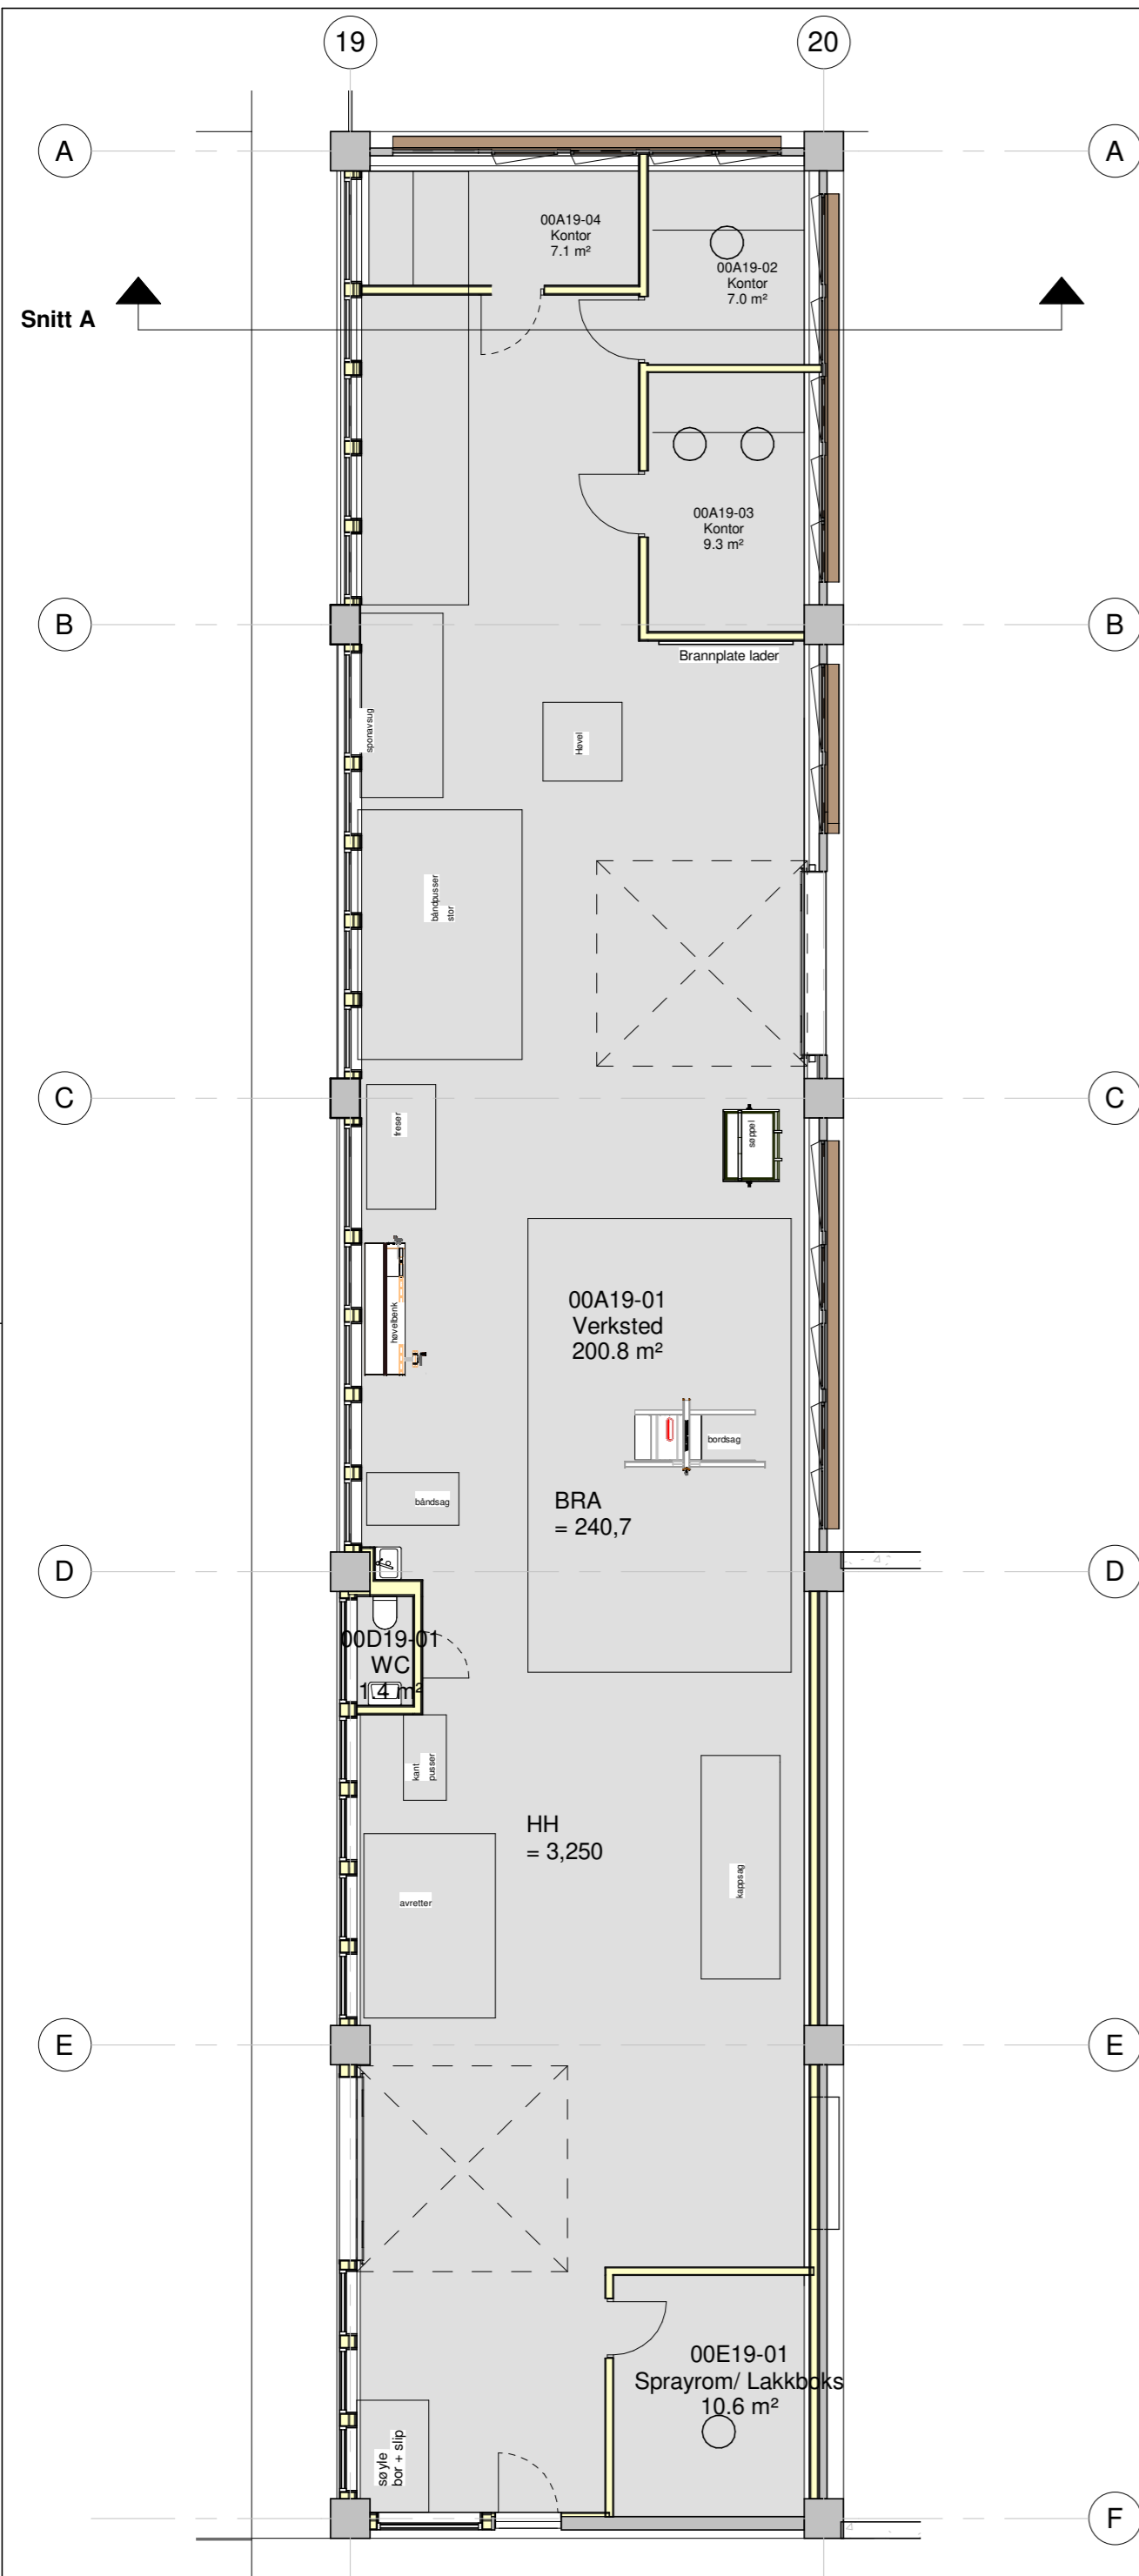 19
20
A
A
00A19-04
Kontor
7.1 m²
00A19-02
Kontor
7.0 m²
Snitt A
00A19-03
Kontor
9.3 m²
B
B
Brannplate lader
sponavsug
Høvel
båndpusser
stor
C
C
freser
søppel
høvelbenk
00A19-01
Verksted
200.8 m²
bordsag
båndsag
BRA
= 240,7
D
D
00D19-01
WC
1.4 m²
kant
pusser
HH
= 3,250
avretter
kappsag
E
E
00E19-01
Sprayrom/ Lakkboks
10.6 m²
søyle
bor + slip
F